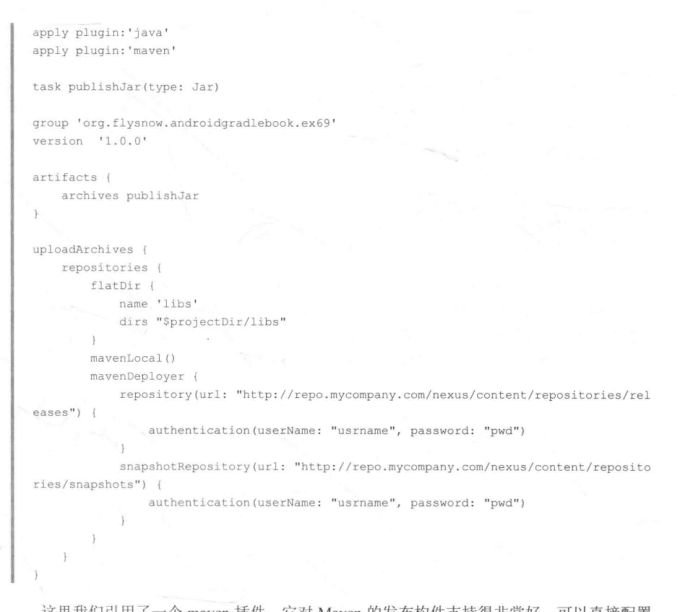 apply plugin:'java'
apply plugin:'maven'
task publishJar(type: Jar)
group 'org.flysnow.androidgradlebook.ex69'
version '1.0.0'
artifacts {
archives publishJar
}
uploadArchives {
repositories {
flatDir {
name 'libs'
dirs "$projectDir/libs"
}
mavenLocal()
mavenDeployer {
repository(url: "http://repo.mycompany.com/nexus/content/repositories/rel
eases") {
authentication(userName: "usrname", password: "pwd")
}
snapshotRepository(url: "http://repo.mycompany.com/nexus/content/reposito
ries/snapshots") {
authentication(userName: "usrname", password: "pwd")
}
}
}
}
这里我们引用了一个 maven 插件，它对 Maven 的发布构件支持得非常好，可以直接配置